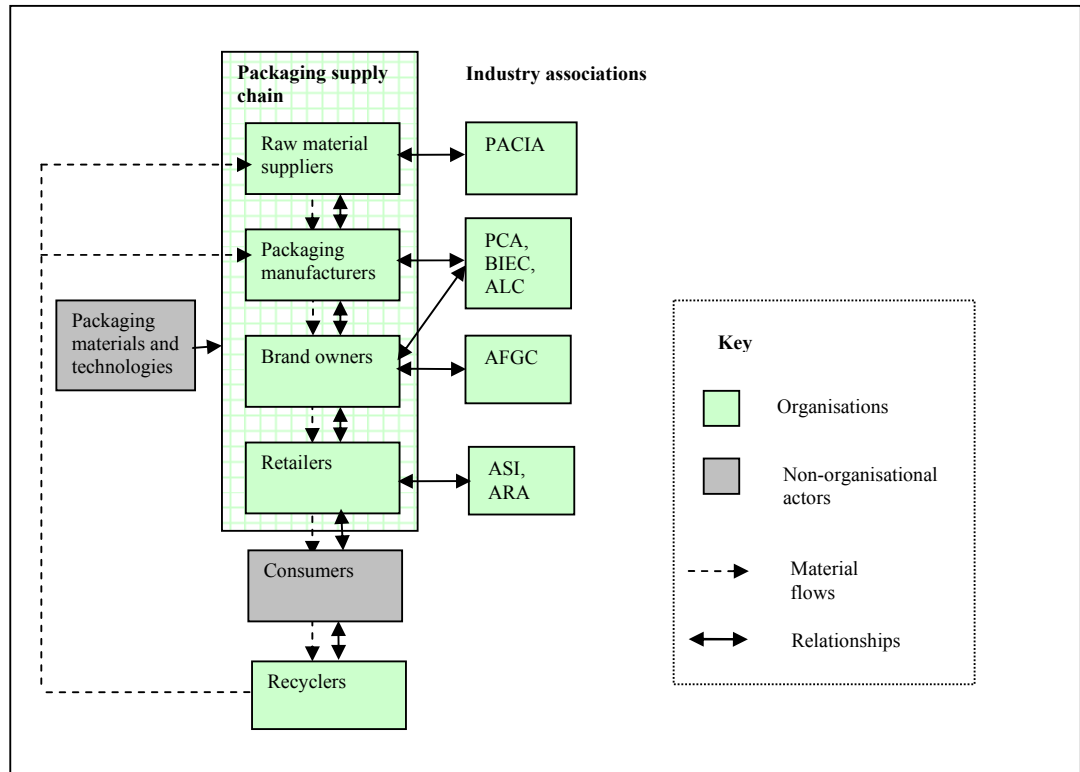 Packaging supply
chain
Industry associations
Raw material
suppliers
PACIA
Packaging
manufacturers
PCA,
BIEC,
ALC
Packaging
materials and
technologies
Brand owners
AFGC
Retailers
ASI,
ARA
Consumers
Recyclers
Key
Organisations
Non-organisational
actors
Material
flows
Relationships